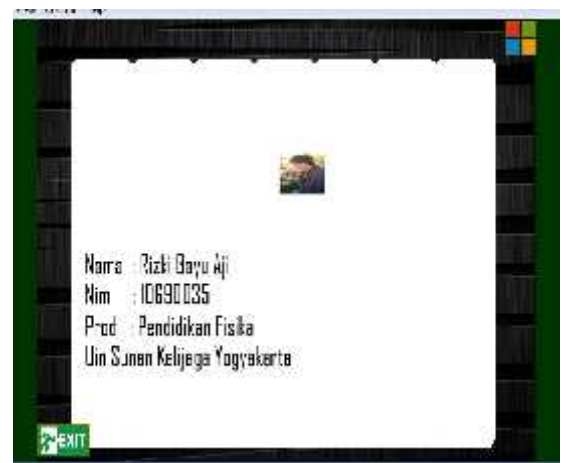 Nama : Rizki Bayu Aji
Nim : 10690035
Prod : Pendidikan Fisika
Uin Sunan Kalijaga Yogyakarta
EXIT